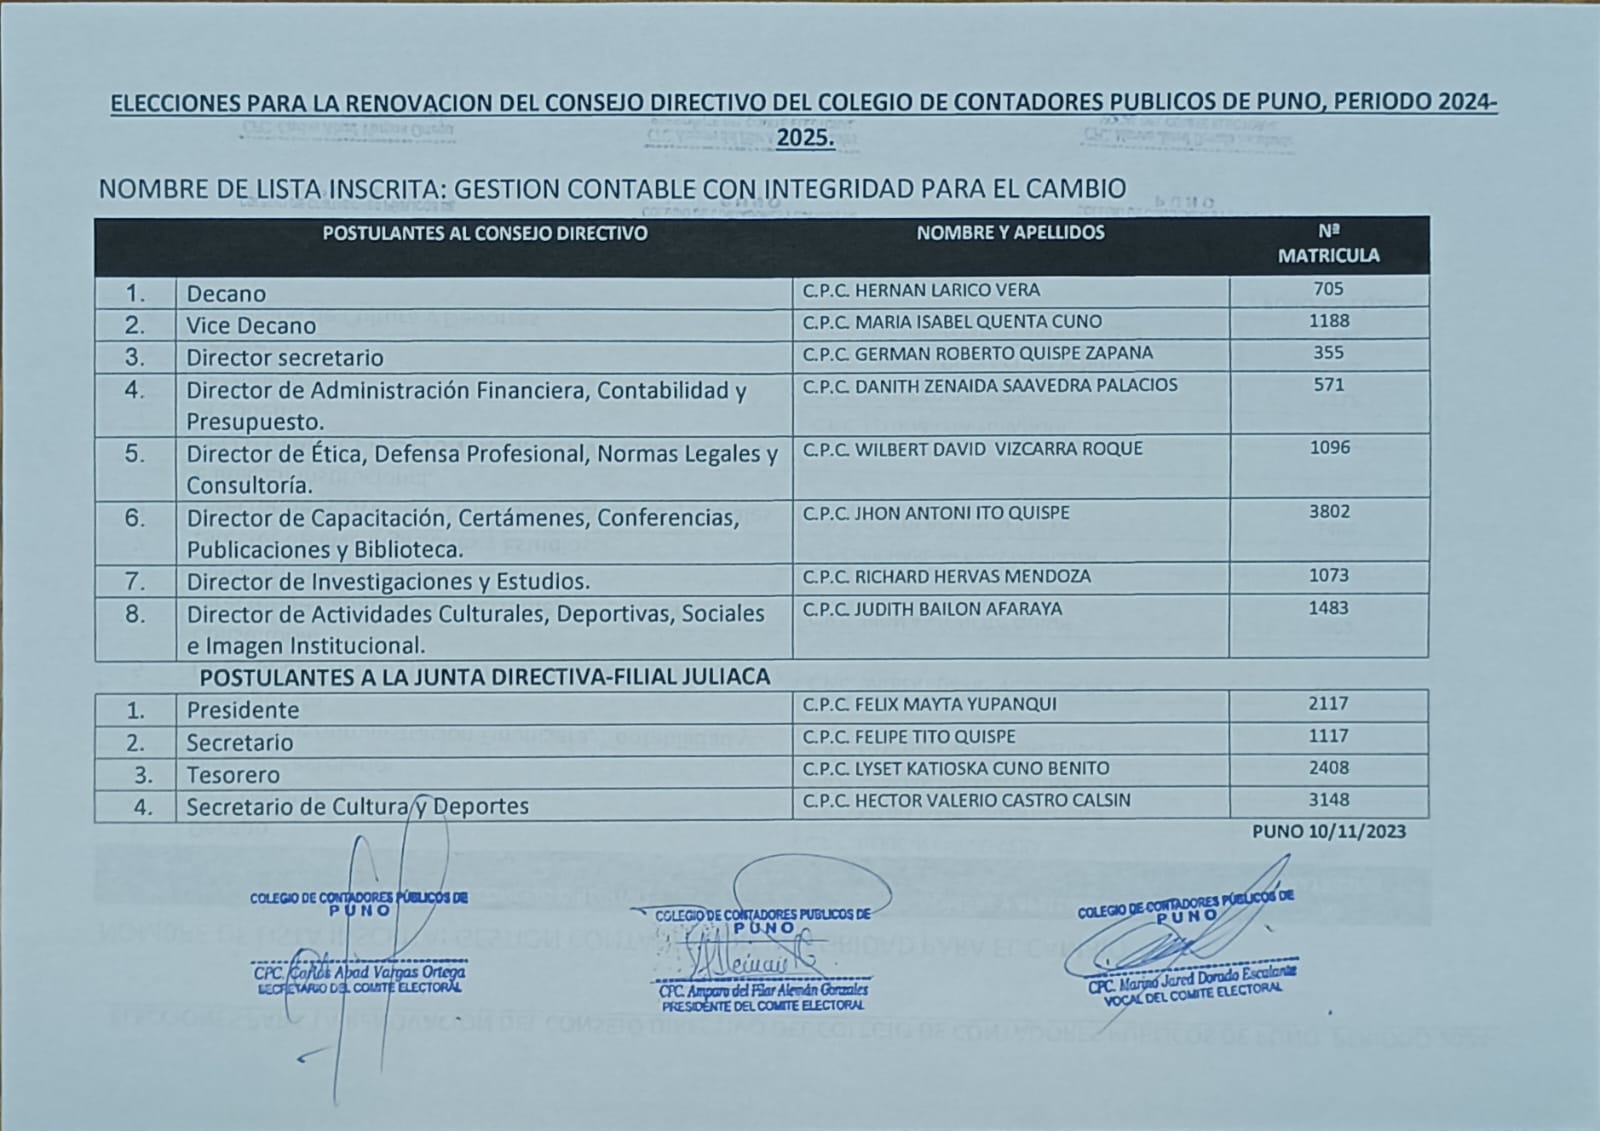 ELECCIONES PARA LA RENOVACION DEL CONSEJO DIRECTIVO DEL COLEGIO DE CONTADORES PUBLICOS DE PUNO, PERIODO 2024-
2025.
NOMBRE DE LISTA INSCRITA: GESTION CONTABLE CON INTEGRIDAD PARA EL CAMBIO
POSTULANTES AL CONSEJO DIRECTIVO NOMBRE Y APELLIDOS Nª
MATRICULA
1. Decano C.P.C. HERNAN LARICO VERA 705
2. Vice Decano C.P.C. MARIA ISABEL QUENTA CUNO 1188
3. Director secretario C.P.C. GERMAN ROBERTO QUISPE ZAPANA 355
4. Director de Administración Financiera, Contabilidad y C.P.C. DANITH ZENAIDA SAAVEDRA PALACIOS 571
Presupuesto.
5. Director de Ética, Defensa Profesional, Normas Legales y C.P.C. WILBERT DAVID VIZCARRA ROQUE 1096
Consultoría.
6. Director de Capacitación, Certámenes, Conferencias, C.P.C. JHON ANTONI ITO QUISPE 3802
Publicaciones y Biblioteca.
7. Director de Investigaciones y Estudios. C.P.C. RICHARD HERVAS MENDOZA 1073
8. Director de Actividades Culturales, Deportivas, Sociales C.P.C. JUDITH BAILON AFARAYA 1483
e Imagen Institucional.
POSTULANTES A LA JUNTA DIRECTIVA-FILIAL JULIACA
1. Presidente C.P.C. FELIX MAYTA YUPANQUI 2117
2. Secretario C.P.C. FELIPE TITO QUISPE 1117
3. Tesorero C.P.C. LYSET KATIOSKA CUNO BENITO 2408
4. Secretario de Cultura y Deportes C.P.C. HECTOR VALERIO CASTRO CALSIN 3148
PUNO 10/11/2023
COLEGIO DE CONTADORES PÚBLICOS DE
PUNO
CPC. Carlos Abad Vargas Ortega
SECRETARIO DEL COMITE ELECTORAL
COLEGIO DE CONTADORES PUBLICOS DE
PUNO
CPC. Amparo del Pilar Alemán Gonzales
PRESIDENTE DEL COMITE ELECTORAL
COLEGIO DE CONTADORES PÚBLICOS DE
PUNO
CPC. Marino Jared Dorado Escalante
VOCAL DEL COMITE ELECTORAL